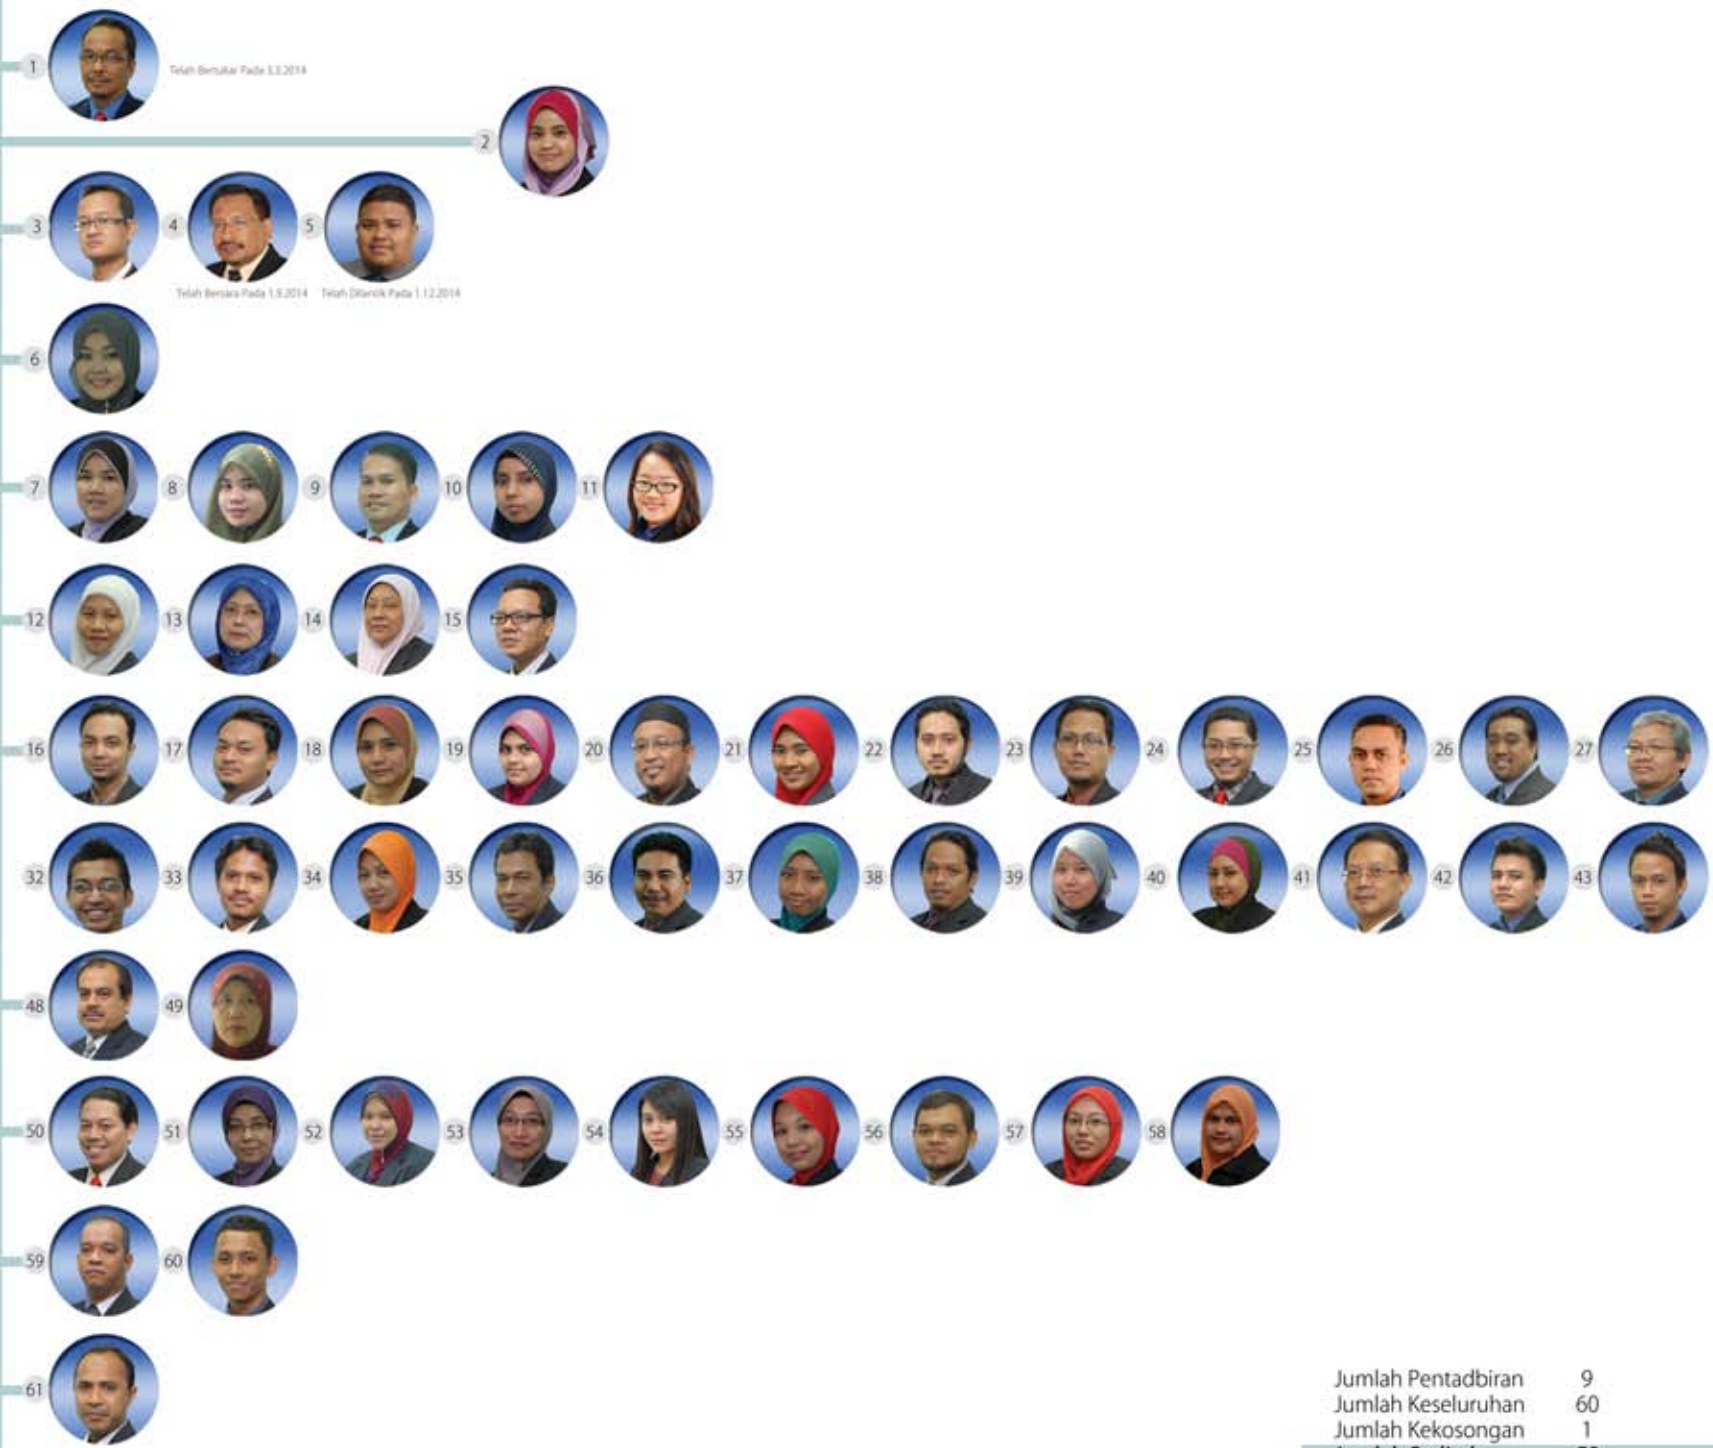 1
Telah Bertukar Pada 3.3.2014
2
3 4 5
Telah Bersara Pada 1.9.2014 Telah Dilantik Pada 1.12.2014
6
7 8 9 10 11
12 13 14 15
16 17 18 19 20 21 22 23 24 25 26 27
32 33 34 35 36 37 38 39 40 41 42 43
48 49
50 51 52 53 54 55 56 57 58
59 60
61
Jumlah Pentadbiran 9
Jumlah Keseluruhan 60
Jumlah Kekosongan 1